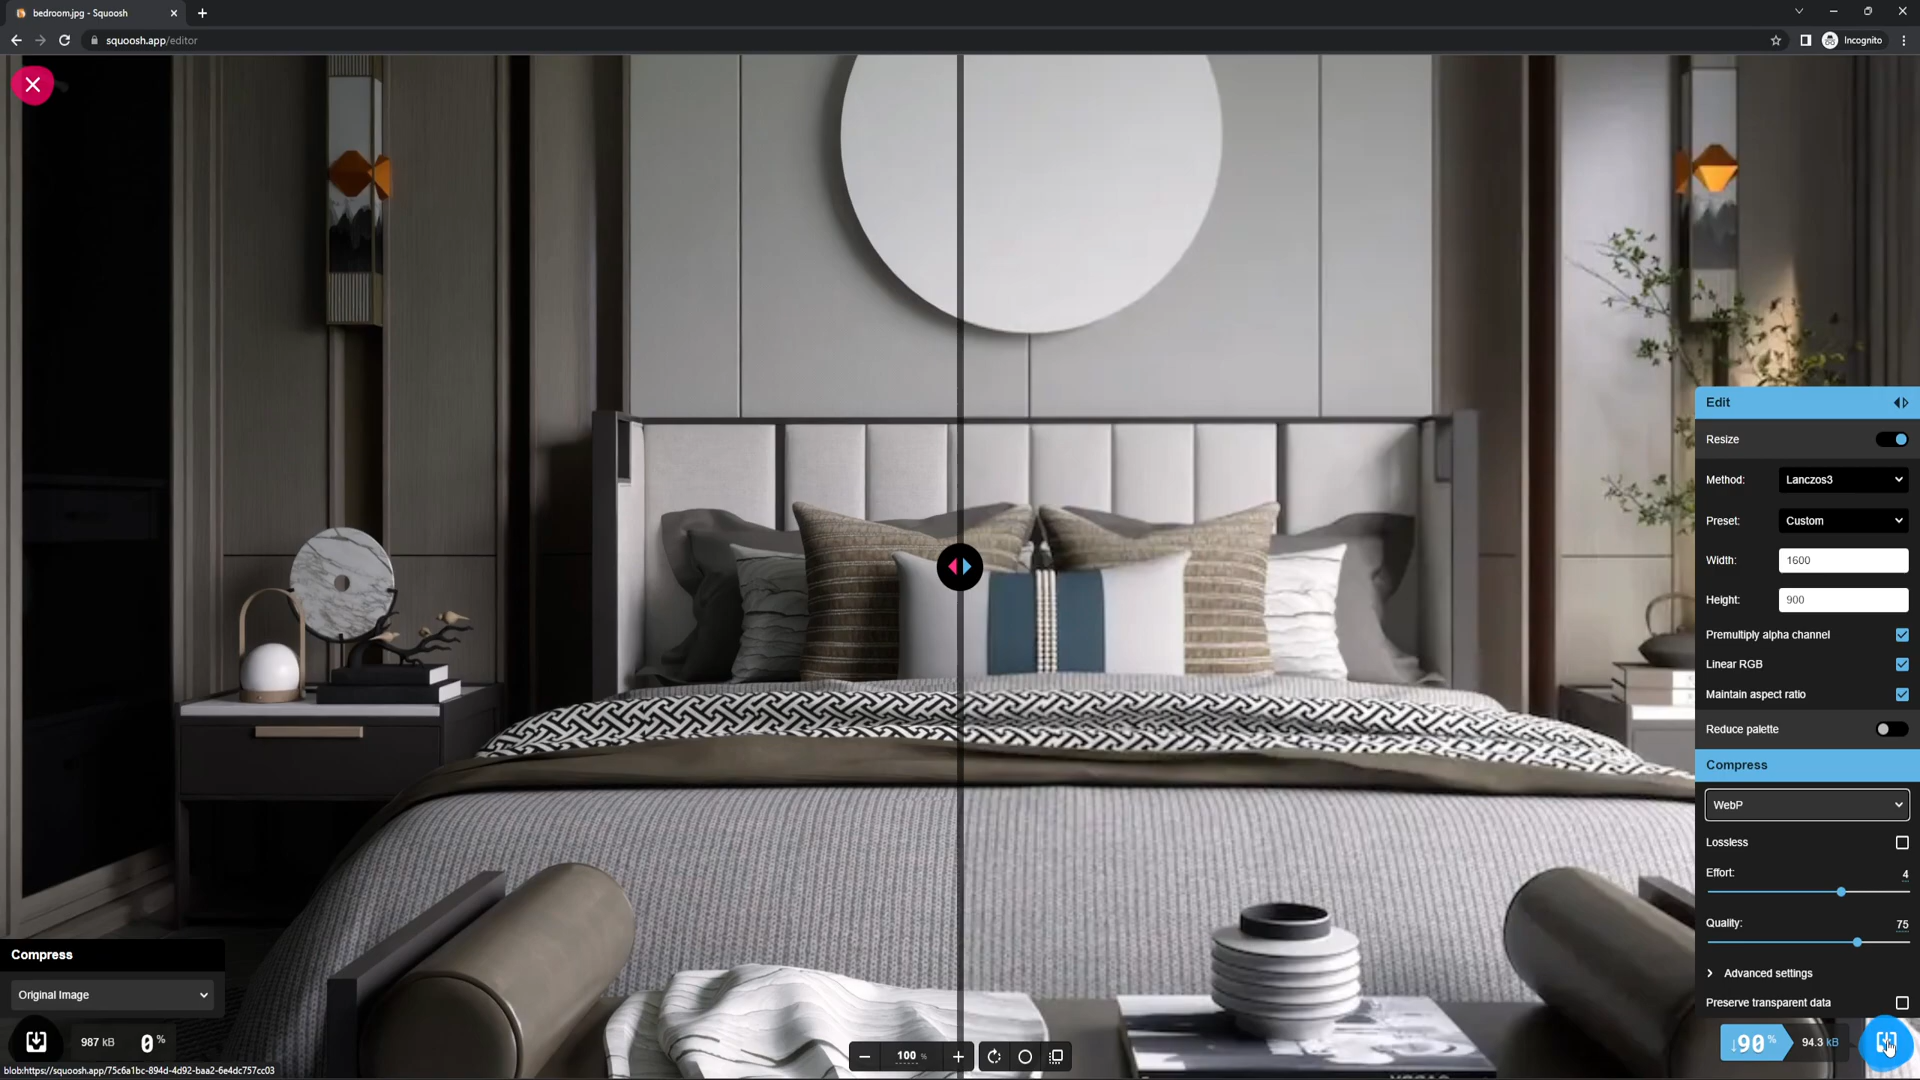 bedroom.jpg - Squoosh
squoosh.app/editor
Incognito
Edit
Resize
Method:
Lanczos3
Preset:
Custom
Width:
1600
Height:
900
Premultiply alpha channel
Linear RGB
Maintain aspect ratio
Reduce palette
Compress
WebP
Lossless
Effort:
4
Quality:
75
Advanced settings
Preserve transparent data
↓90 %
94.3 kB
Compress
Original Image
987 kB
0 %
100 %
blob:https://squoosh.app/75c6a1bc-894d-4d92-baa2-6e4dc757cc03